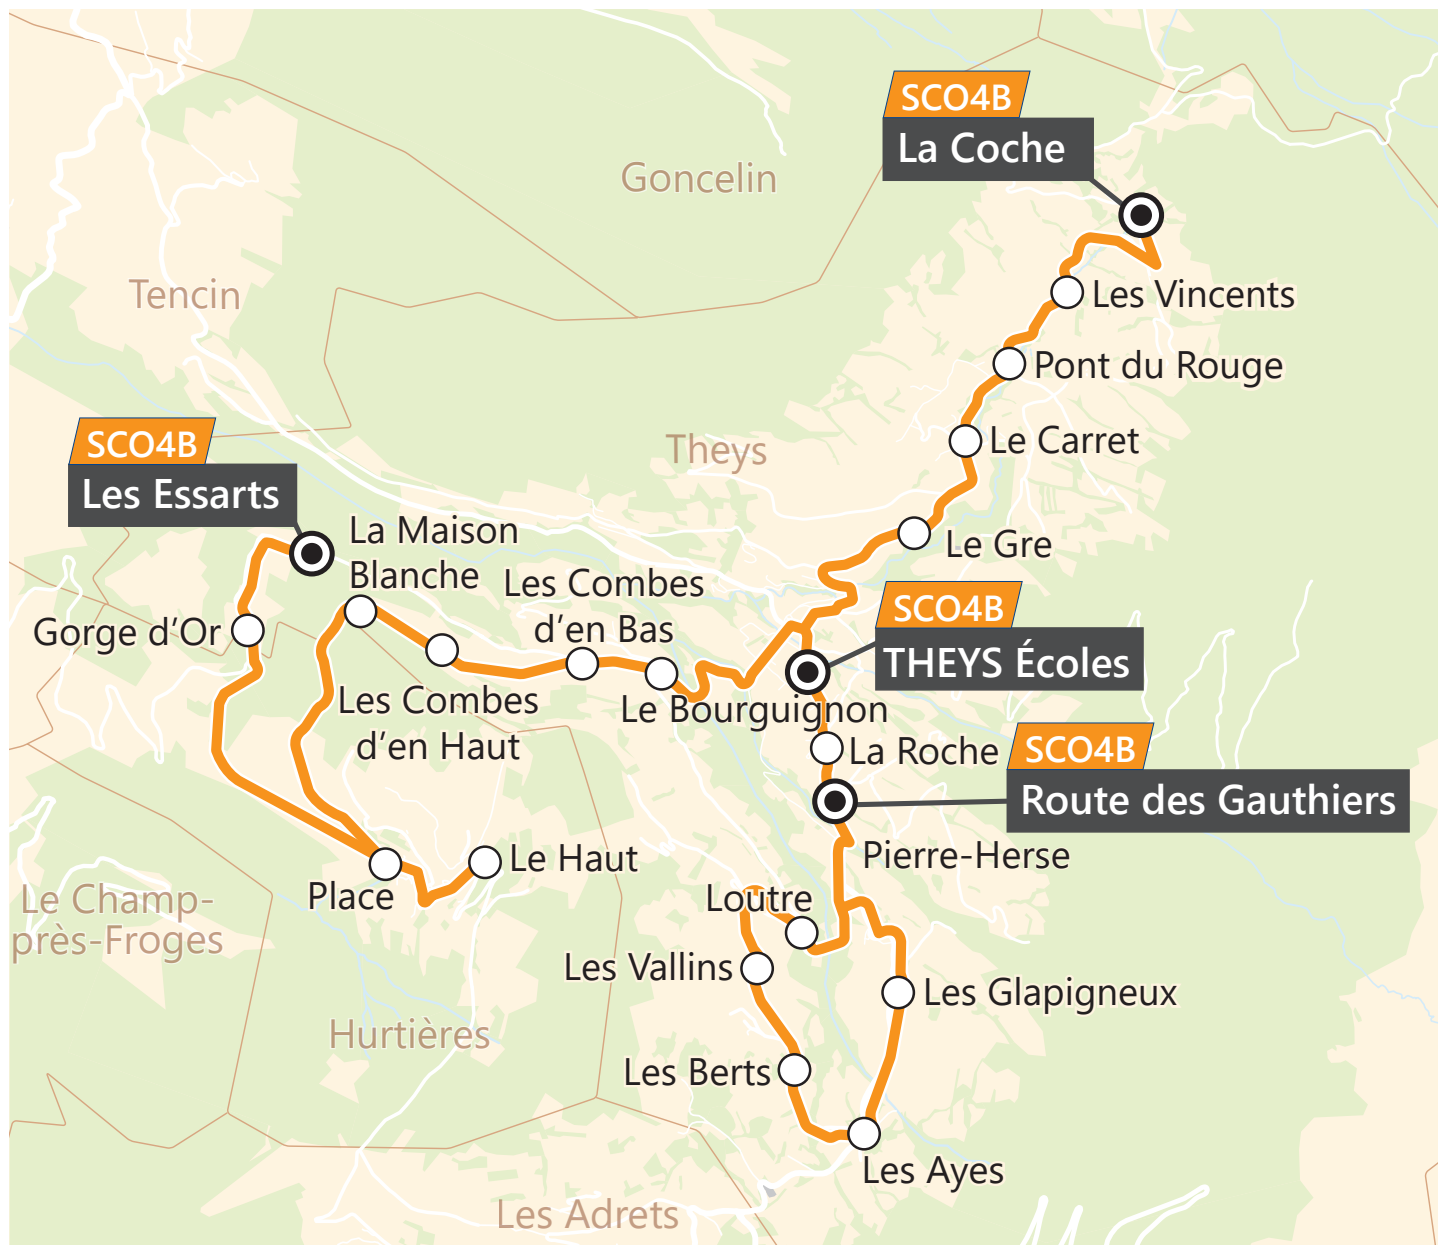 SCO4B
La Coche
Goncelin
Tencin
Les Vincents
Pont du Rouge
Le Carret
Theys
SCO4B
Les Essarts
La Maison
Blanche
Le Gre
Les Combes
d'en Bas
SCO4B
THEYS Écoles
Gorge d'Or
Les Combes
d'en Haut
Le Bourguignon
La Roche
SCO4B
Route des Gauthiers
Pierre-Herse
Le Haut
Place
Loutre
Le Champ-
près-Froges
Les Vallins
Les Glapigneux
Hurtières
Les Berts
Les Ayes
Les Adrets